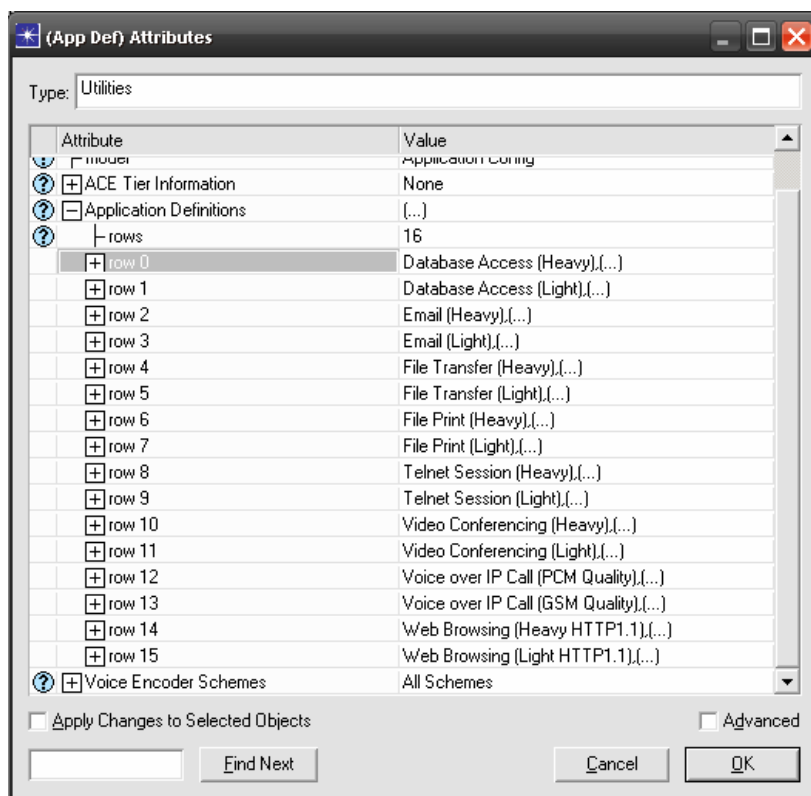 (App Def) Attributes
Type: Utilities
Attribute Value
model Application Config
ACE Tier Information None
Application Definitions (...)
rows 16
row 0 Database Access (Heavy),(...)
row 1 Database Access (Light),(...)
row 2 Email (Heavy),(...)
row 3 Email (Light),(...)
row 4 File Transfer (Heavy),(...)
row 5 File Transfer (Light),(...)
row 6 File Print (Heavy),(...)
row 7 File Print (Light),(...)
row 8 Telnet Session (Heavy),(...)
row 9 Telnet Session (Light),(...)
row 10 Video Conferencing (Heavy),(...)
row 11 Video Conferencing (Light),(...)
row 12 Voice over IP Call (PCM Quality),(...)
row 13 Voice over IP Call (GSM Quality),(...)
row 14 Web Browsing (Heavy HTTP1.1),(...)
row 15 Web Browsing (Light HTTP1.1),(...)
Voice Encoder Schemes All Schemes
Apply Changes to Selected Objects Advanced
Find Next Cancel OK